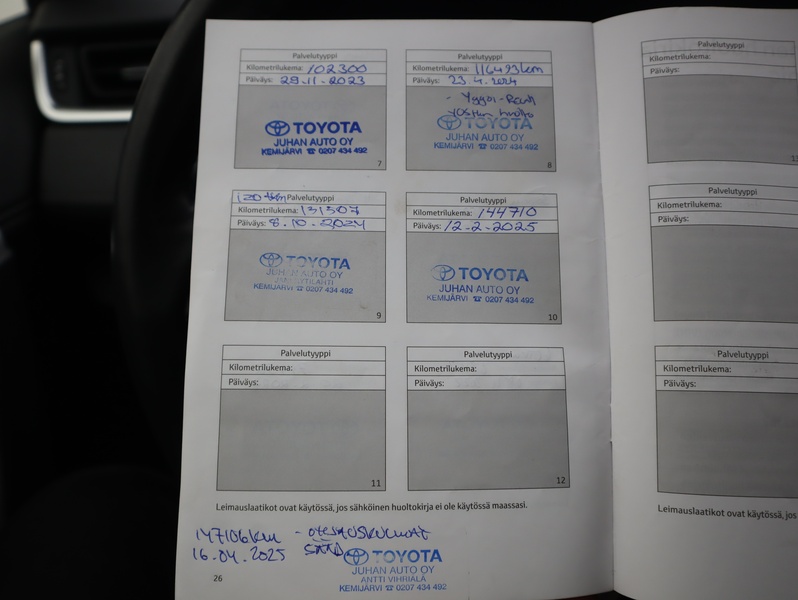 Palvelutyyppi
Kilometrilukema: 102300
Päiväys: 29.11.2023
TOYOTA
JUHAN AUTO OY
KEMIJÄRVI ☎ 0207 434 492
7
Palvelutyyppi
Kilometrilukema: 116493km
Päiväys: 23.4.2024
TOYOTA
JUHAN AUTO OY
KEMIJÄRVI ☎ 0207 434 492
8
120 tkm Palvelutyyppi
Kilometrilukema: 131507
Päiväys: 8.10.2024
TOYOTA
JUHAN AUTO OY
KEMIJÄRVI ☎ 0207 434 492
9
Palvelutyyppi
Kilometrilukema: 144710
Päiväys: 12.2.2025
TOYOTA
JUHAN AUTO OY
KEMIJÄRVI ☎ 0207 434 492
10
Palvelutyyppi
Kilometrilukema:
Päiväys:
11
Palvelutyyppi
Kilometrilukema:
Päiväys:
12
Leimauslaatikot ovat käytössä, jos sähköinen huoltokirja ei ole käytössä maassasi.
147106km
16.04.2025
TOYOTA
JUHAN AUTO OY
ANTTI VIHRIÄLÄ
KEMIJÄRVI ☎ 0207 434 492
26
Palvelutyyppi
Kilometrilukema:
Päiväys:
Palvelutyyppi
Kilometrilukema:
Päiväys:
Palvelutyyppi
Kilometrilukema:
Päiväys:
Leimauslaatikot ovat käytössä, jos